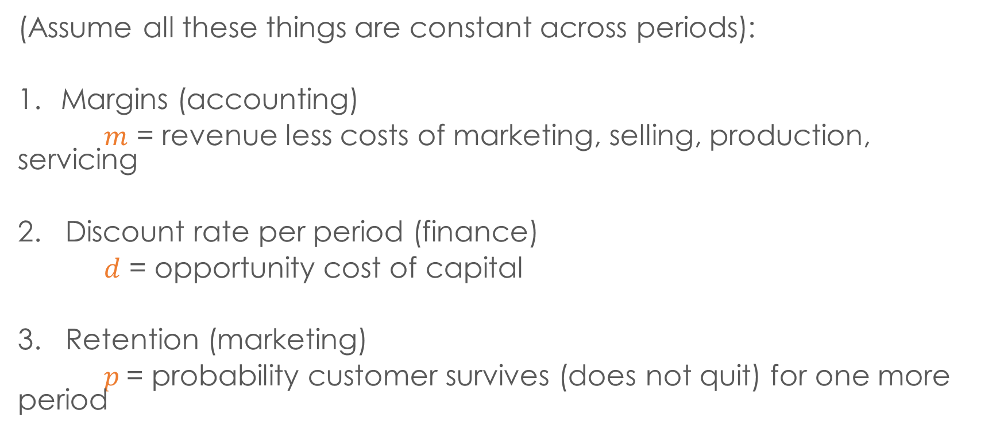 (Assume all these things are constant across periods):
1. Margins (accounting)
m = revenue less costs of marketing, selling, production,
servicing
2. Discount rate per period (finance)
d = opportunity cost of capital
3. Retention (marketing)
p = probability customer survives (does not quit) for one more
period